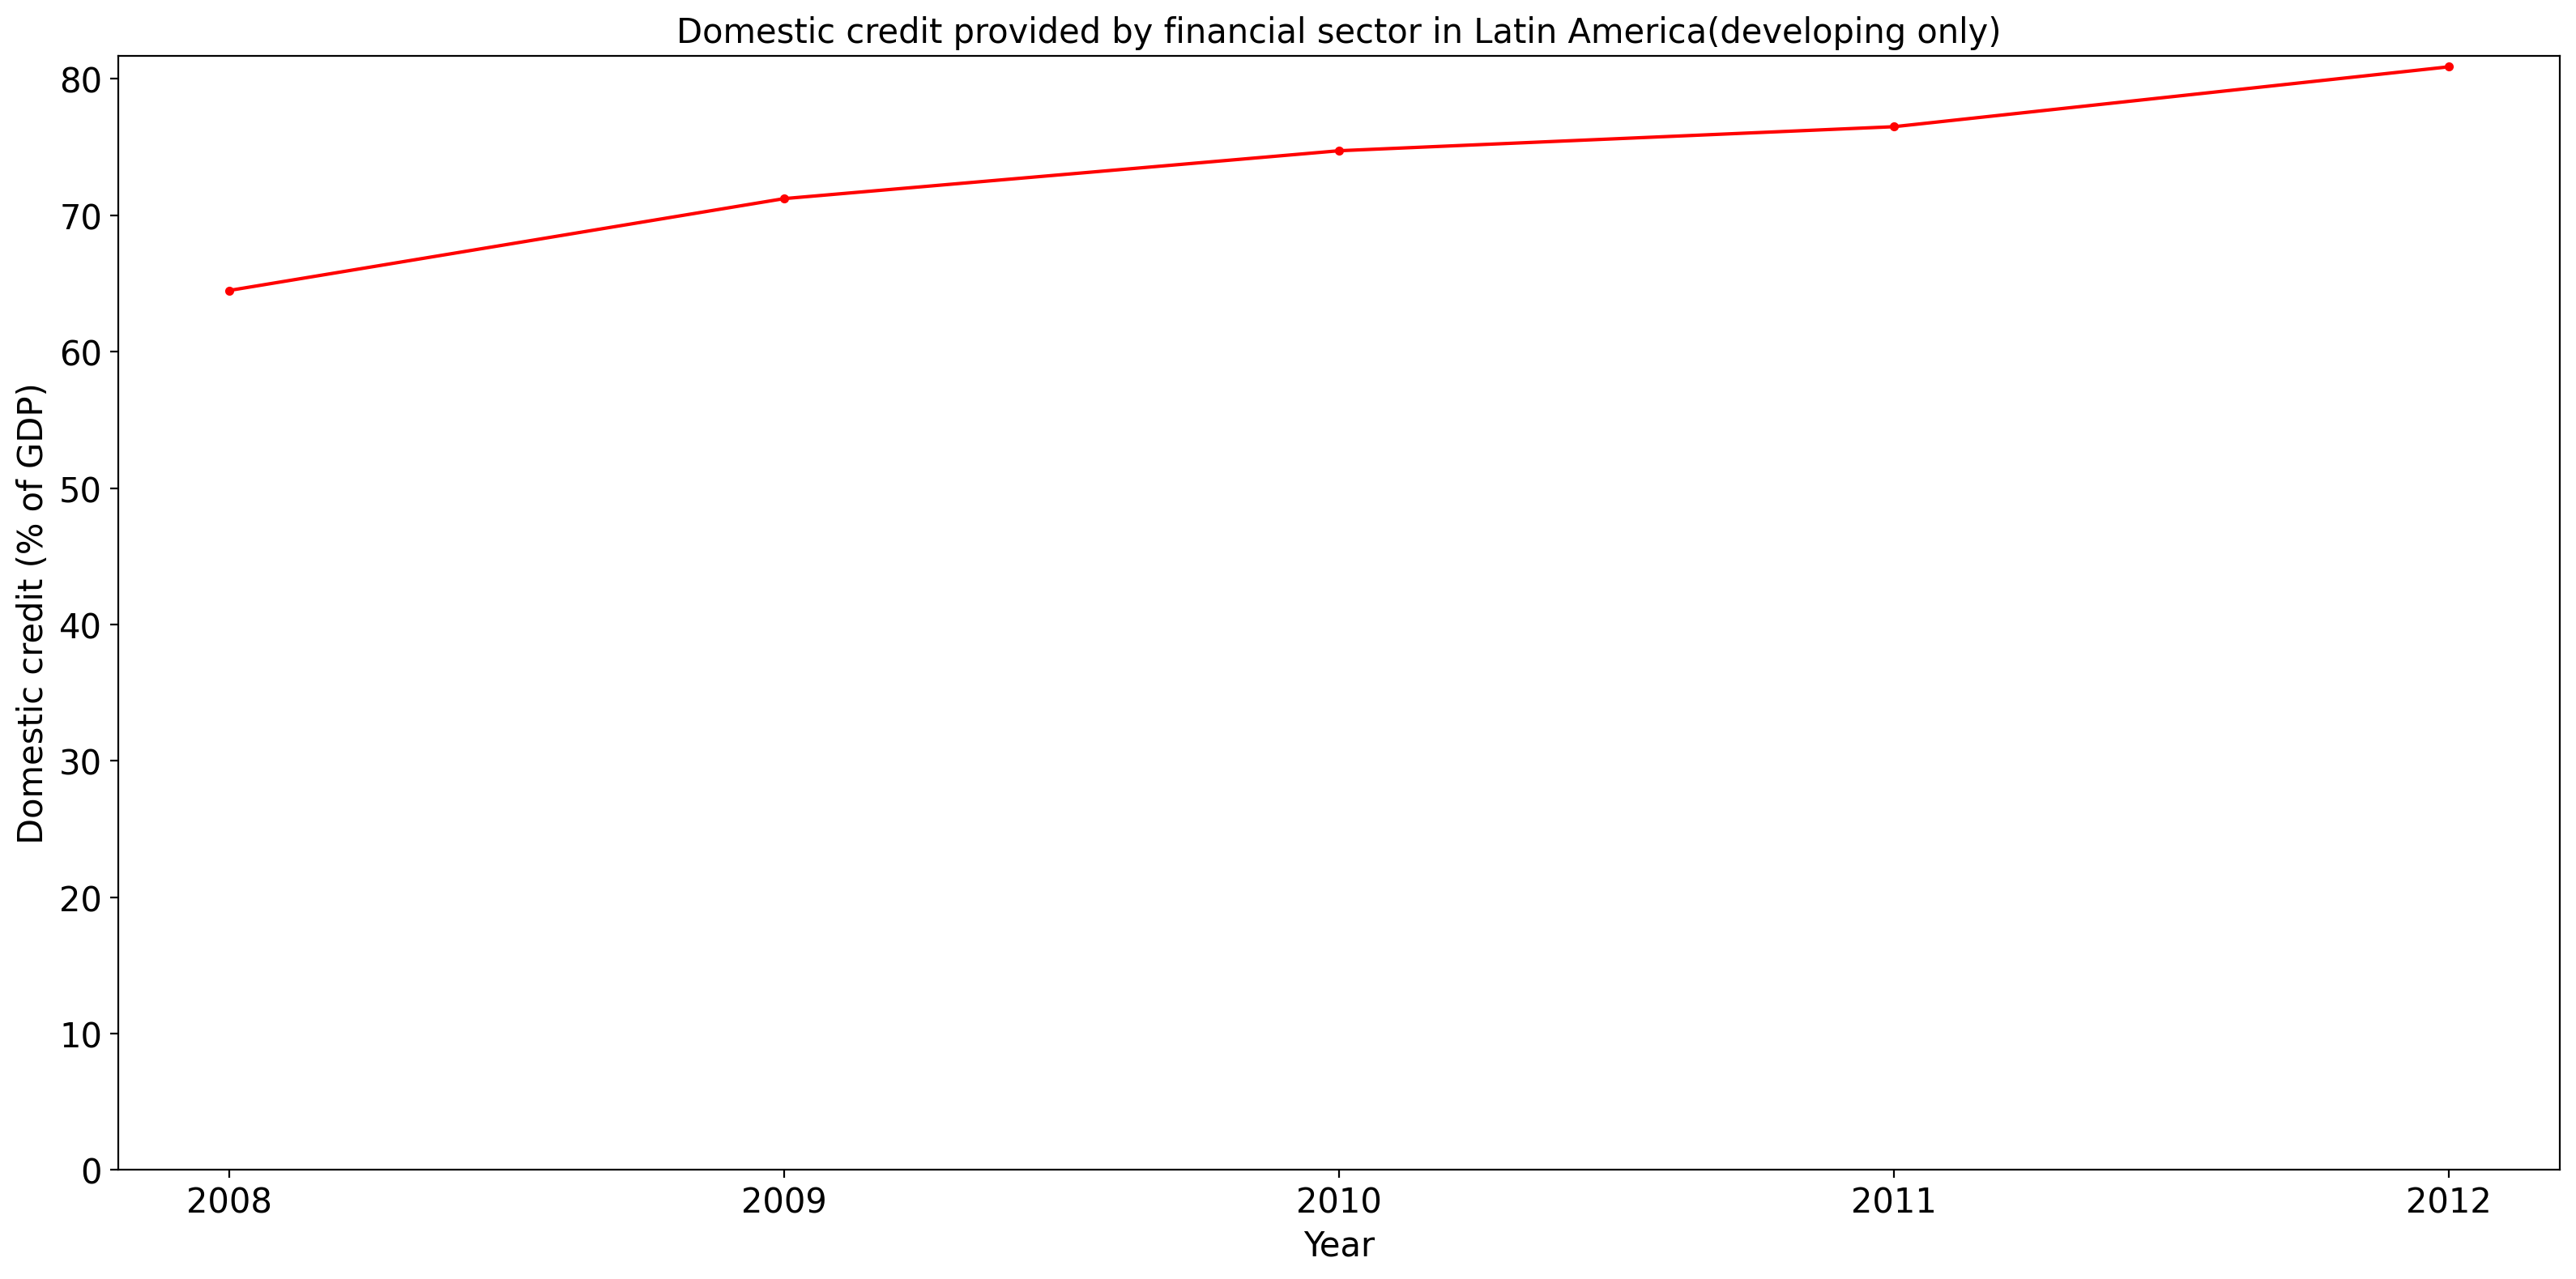 Domestic credit provided by financial sector in Latin America(developing only)
80
70
60
50
40
30
20
10
0
Domestic credit (% of GDP)
2008 2009 2010 2011 2012
Year